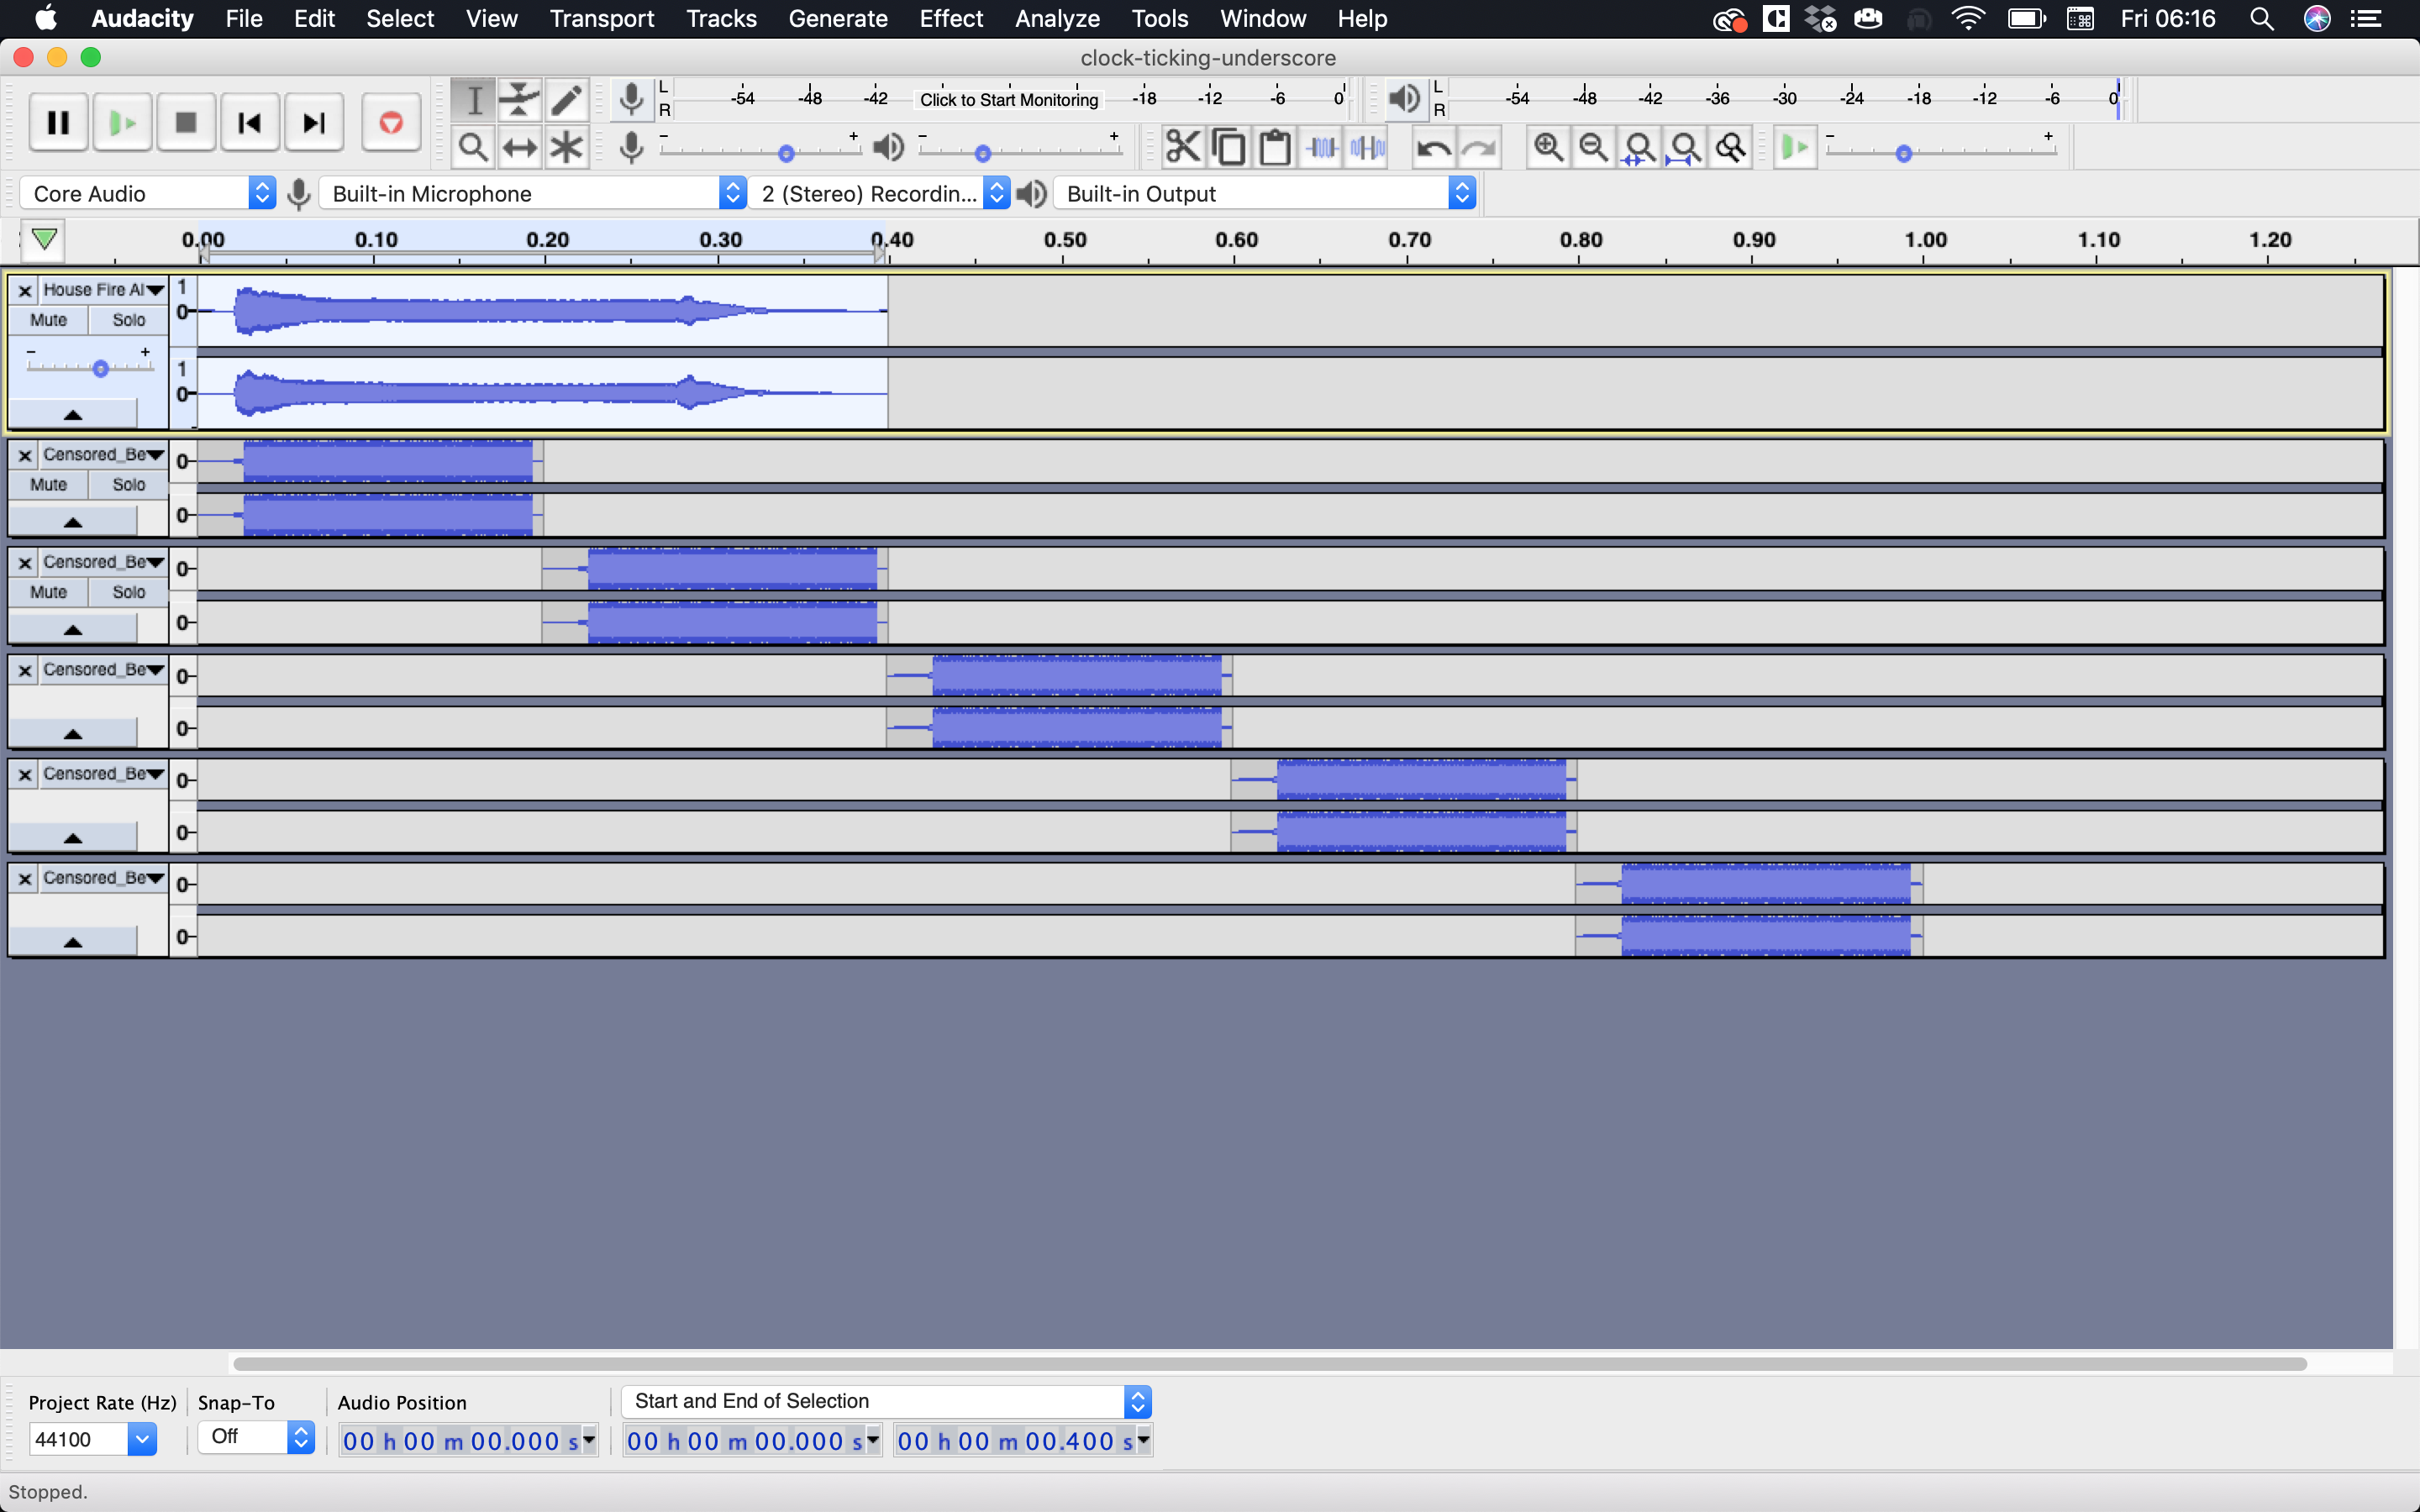 Audacity File Edit Select View Transport Tracks Generate Effect Analyze Tools Window Help Fri 06:16
clock-ticking-underscore
L -54 -48 -42 Click to Start Monitoring -18 -12 -6 0 L -54 -48 -42 -36 -30 -24 -18 -12 -6 0
R R
- + - + - +
Core Audio Built-in Microphone 2 (Stereo) Recordin... Built-in Output
0.00 0.10 0.20 0.30 0.40 0.50 0.60 0.70 0.80 0.90 1.00 1.10 1.20
House Fire Al 1
Mute Solo 0-
- +
1
0-
Censored_Be 0-
Mute Solo
0-
Censored_Be 0-
Mute Solo
0-
Censored_Be 0-
0-
Censored_Be 0-
0-
Censored_Be 0-
0-
Project Rate (Hz) Snap-To Audio Position Start and End of Selection
44100 Off 00 h 00 m 00.000 s 00 h 00 m 00.000 s 00 h 00 m 00.400 s
Stopped.